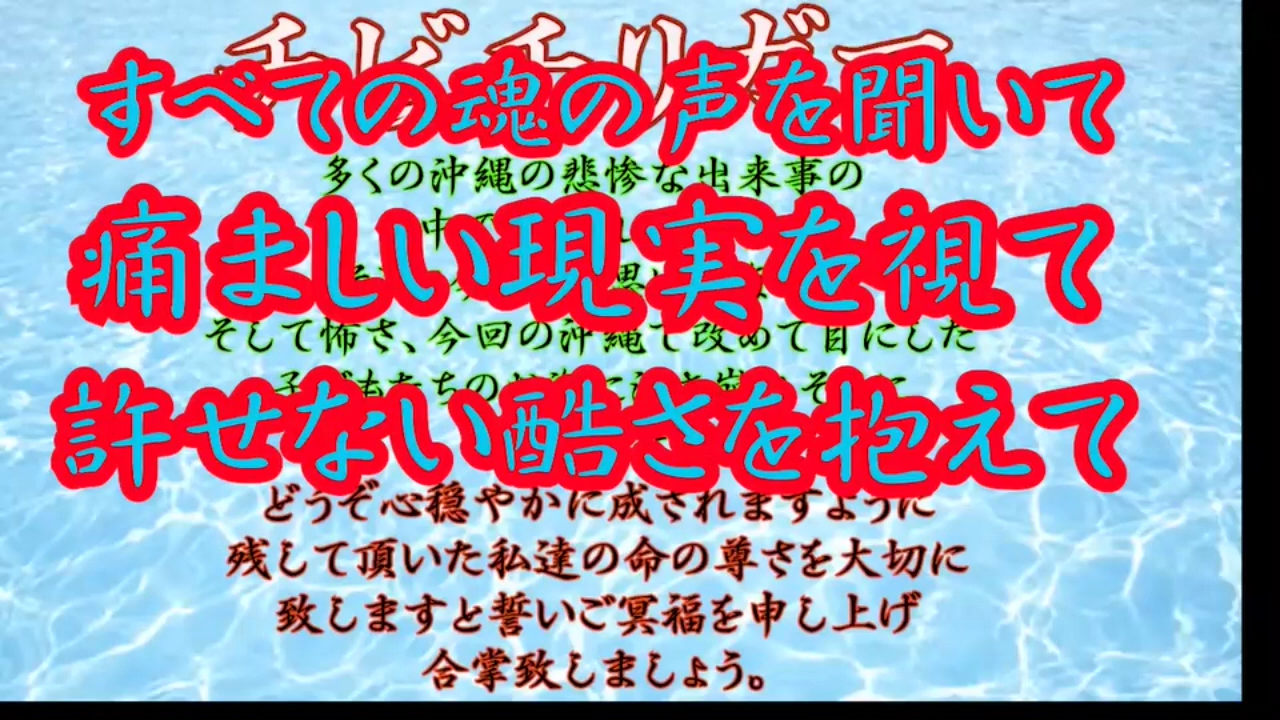 チビチリガー
すべての魂の声を聞いて
多くの沖縄の悲惨な出来事の
痛ましい現実を視て
そして怖さ、今回の沖縄で改めて目にした
許せない酷さを抱えて
どうぞ心穏やかに成されますように
残して頂いた私達の命の尊さを大切に
致しますと誓いご冥福を申し上げ
合掌致しましょう。